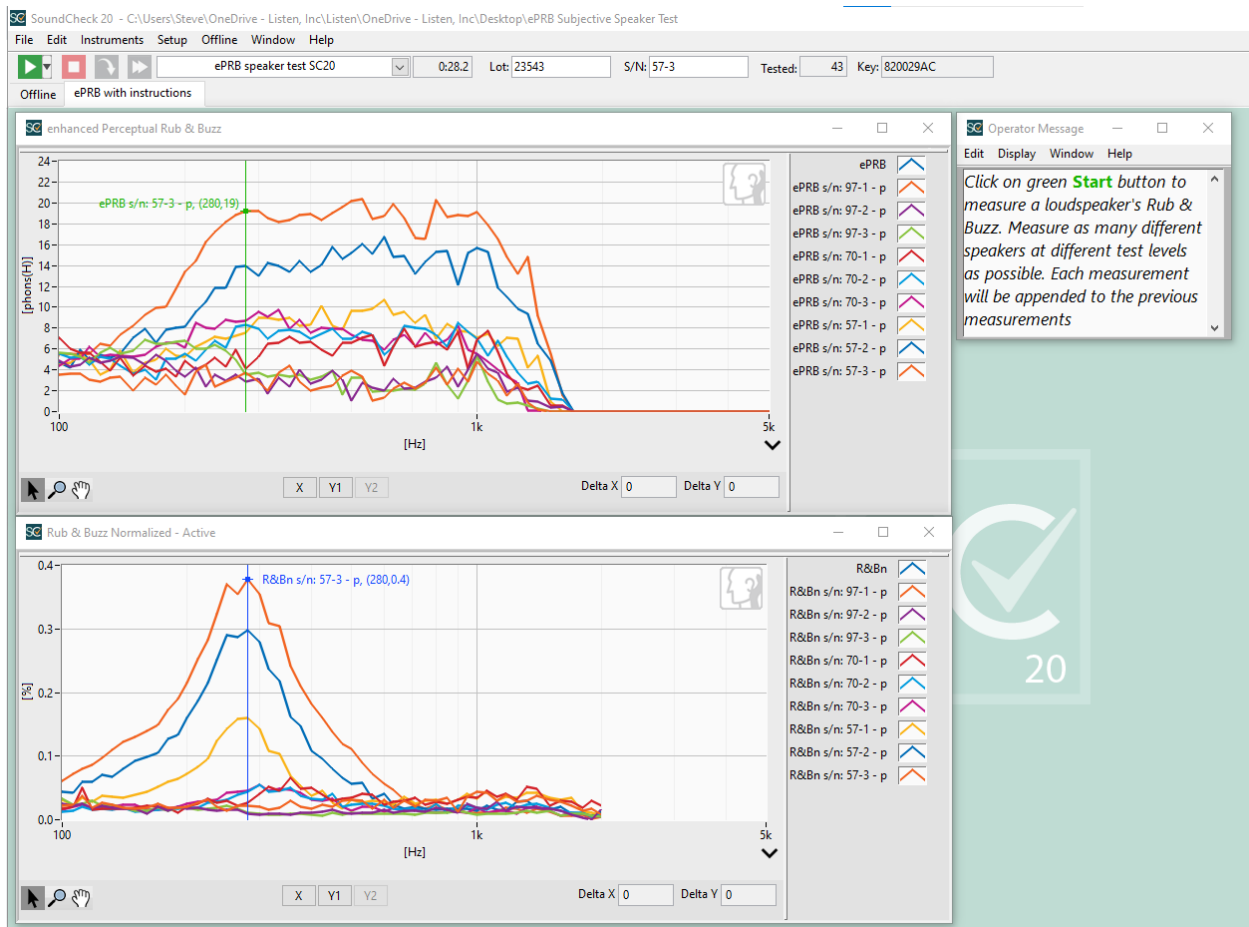 SC SoundCheck 20 - C:\Users\Steve\OneDrive - Listen, Inc\Listen\OneDrive - Listen, Inc\Desktop\ePRB Subjective Speaker Test
File Edit Instruments Setup Offline Window Help
ePRB speaker test SC20 0:28.2 Lot: 23543 S/N: 57-3 Tested: 43 Key: 820029AC
Offline ePRB with instructions
SC enhanced Perceptual Rub & Buzz
24
22
20
18
16
14
12
10
8
6
4
2
0
[phons(H)]
ePRB s/n: 57-3 - p, (280,19)
100 1k 5k
[Hz]
ePRB
ePRB s/n: 97-1 - p
ePRB s/n: 97-2 - p
ePRB s/n: 97-3 - p
ePRB s/n: 70-1 - p
ePRB s/n: 70-2 - p
ePRB s/n: 70-3 - p
ePRB s/n: 57-1 - p
ePRB s/n: 57-2 - p
ePRB s/n: 57-3 - p
X Y1 Y2 Delta X 0 Delta Y 0
SC Operator Message
Edit Display Window Help
Click on green Start button to
measure a loudspeaker's Rub &
Buzz. Measure as many different
speakers at different test levels
as possible. Each measurement
will be appended to the previous
measurements
SC Rub & Buzz Normalized - Active
0.4
0.3
0.2
0.1
0.0
[%]
R&Bn s/n: 57-3 - p, (280,0.4)
100 1k 5k
[Hz]
R&Bn
R&Bn s/n: 97-1 - p
R&Bn s/n: 97-2 - p
R&Bn s/n: 97-3 - p
R&Bn s/n: 70-1 - p
R&Bn s/n: 70-2 - p
R&Bn s/n: 70-3 - p
R&Bn s/n: 57-1 - p
R&Bn s/n: 57-2 - p
R&Bn s/n: 57-3 - p
X Y1 Y2 Delta X 0 Delta Y 0
20